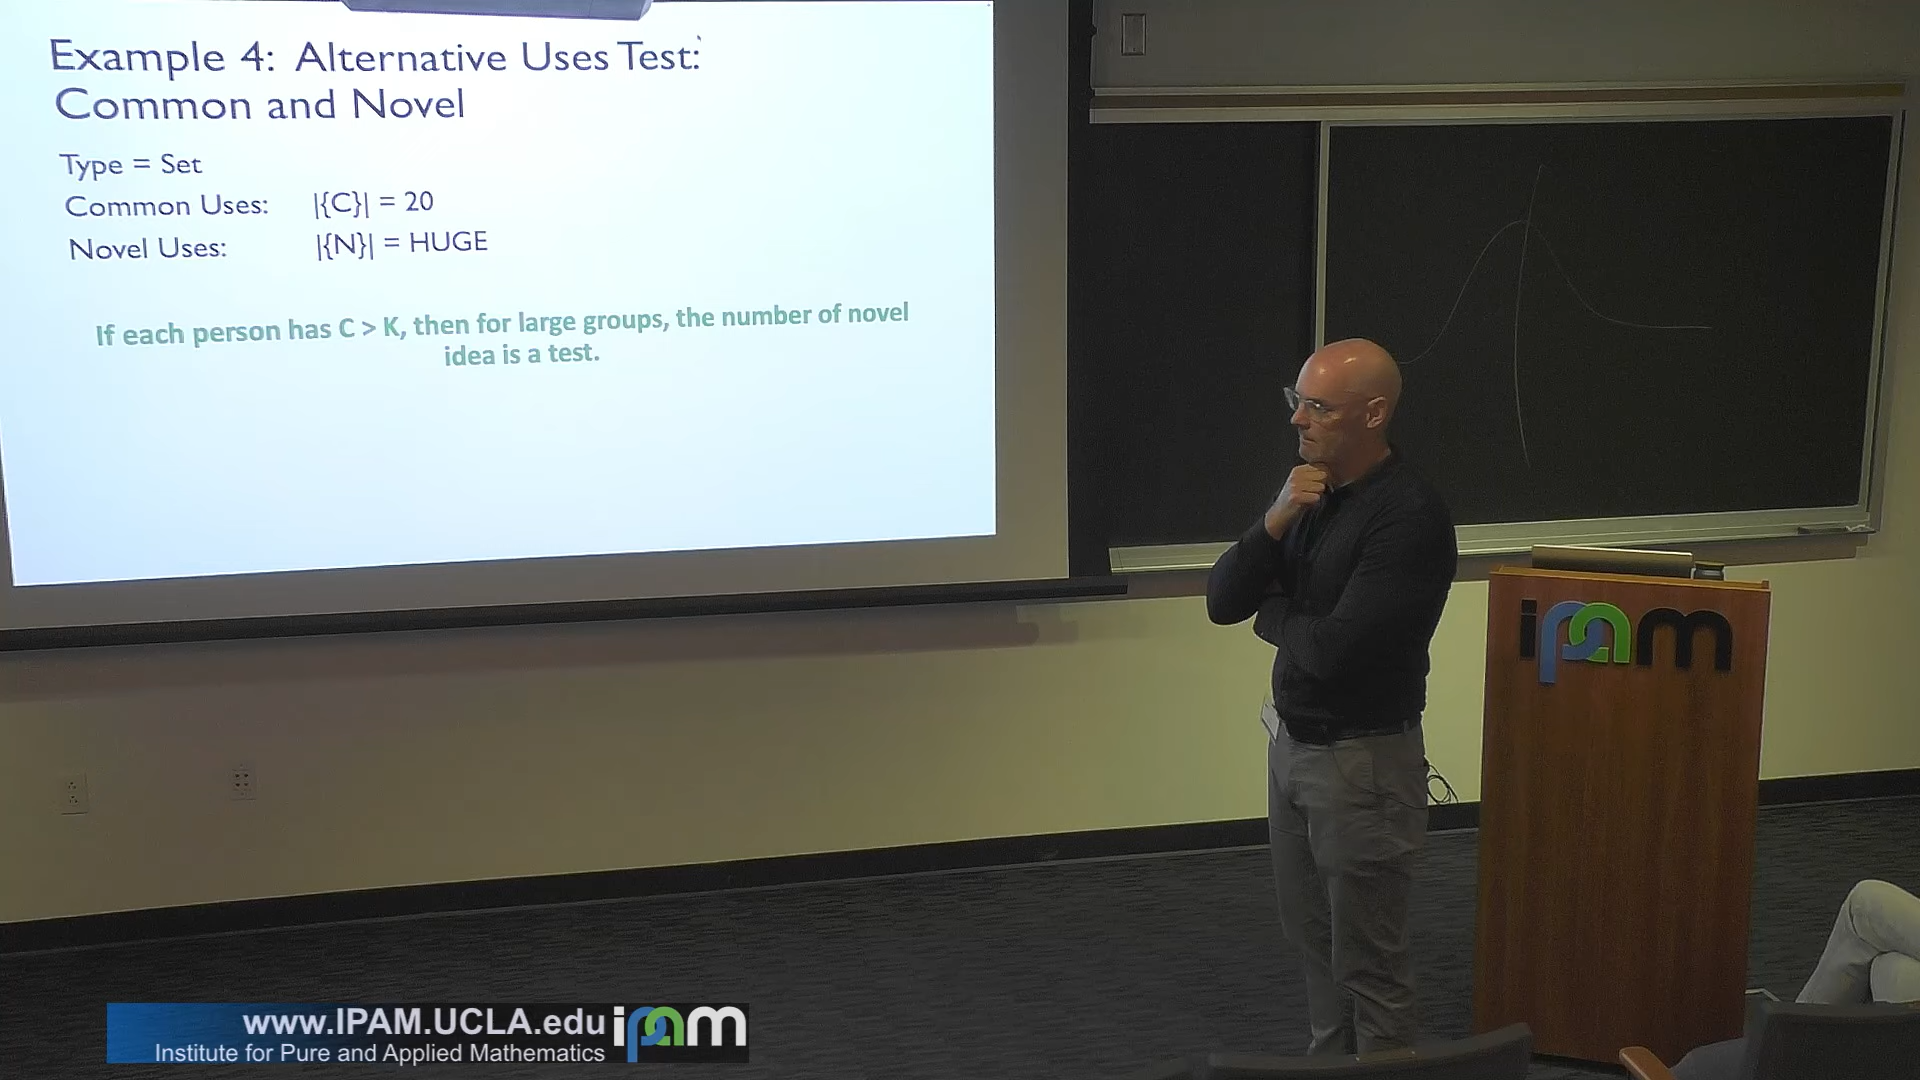 Example 4: Alternative Uses Test:
Common and Novel
Type = Set
Common Uses: |{C}| = 20
Novel Uses: |{N}| = HUGE
If each person has C > K, then for large groups, the number of novel
idea is a test.
ipam
www.IPAM.UCLA.edu ipam
Institute for Pure and Applied Mathematics